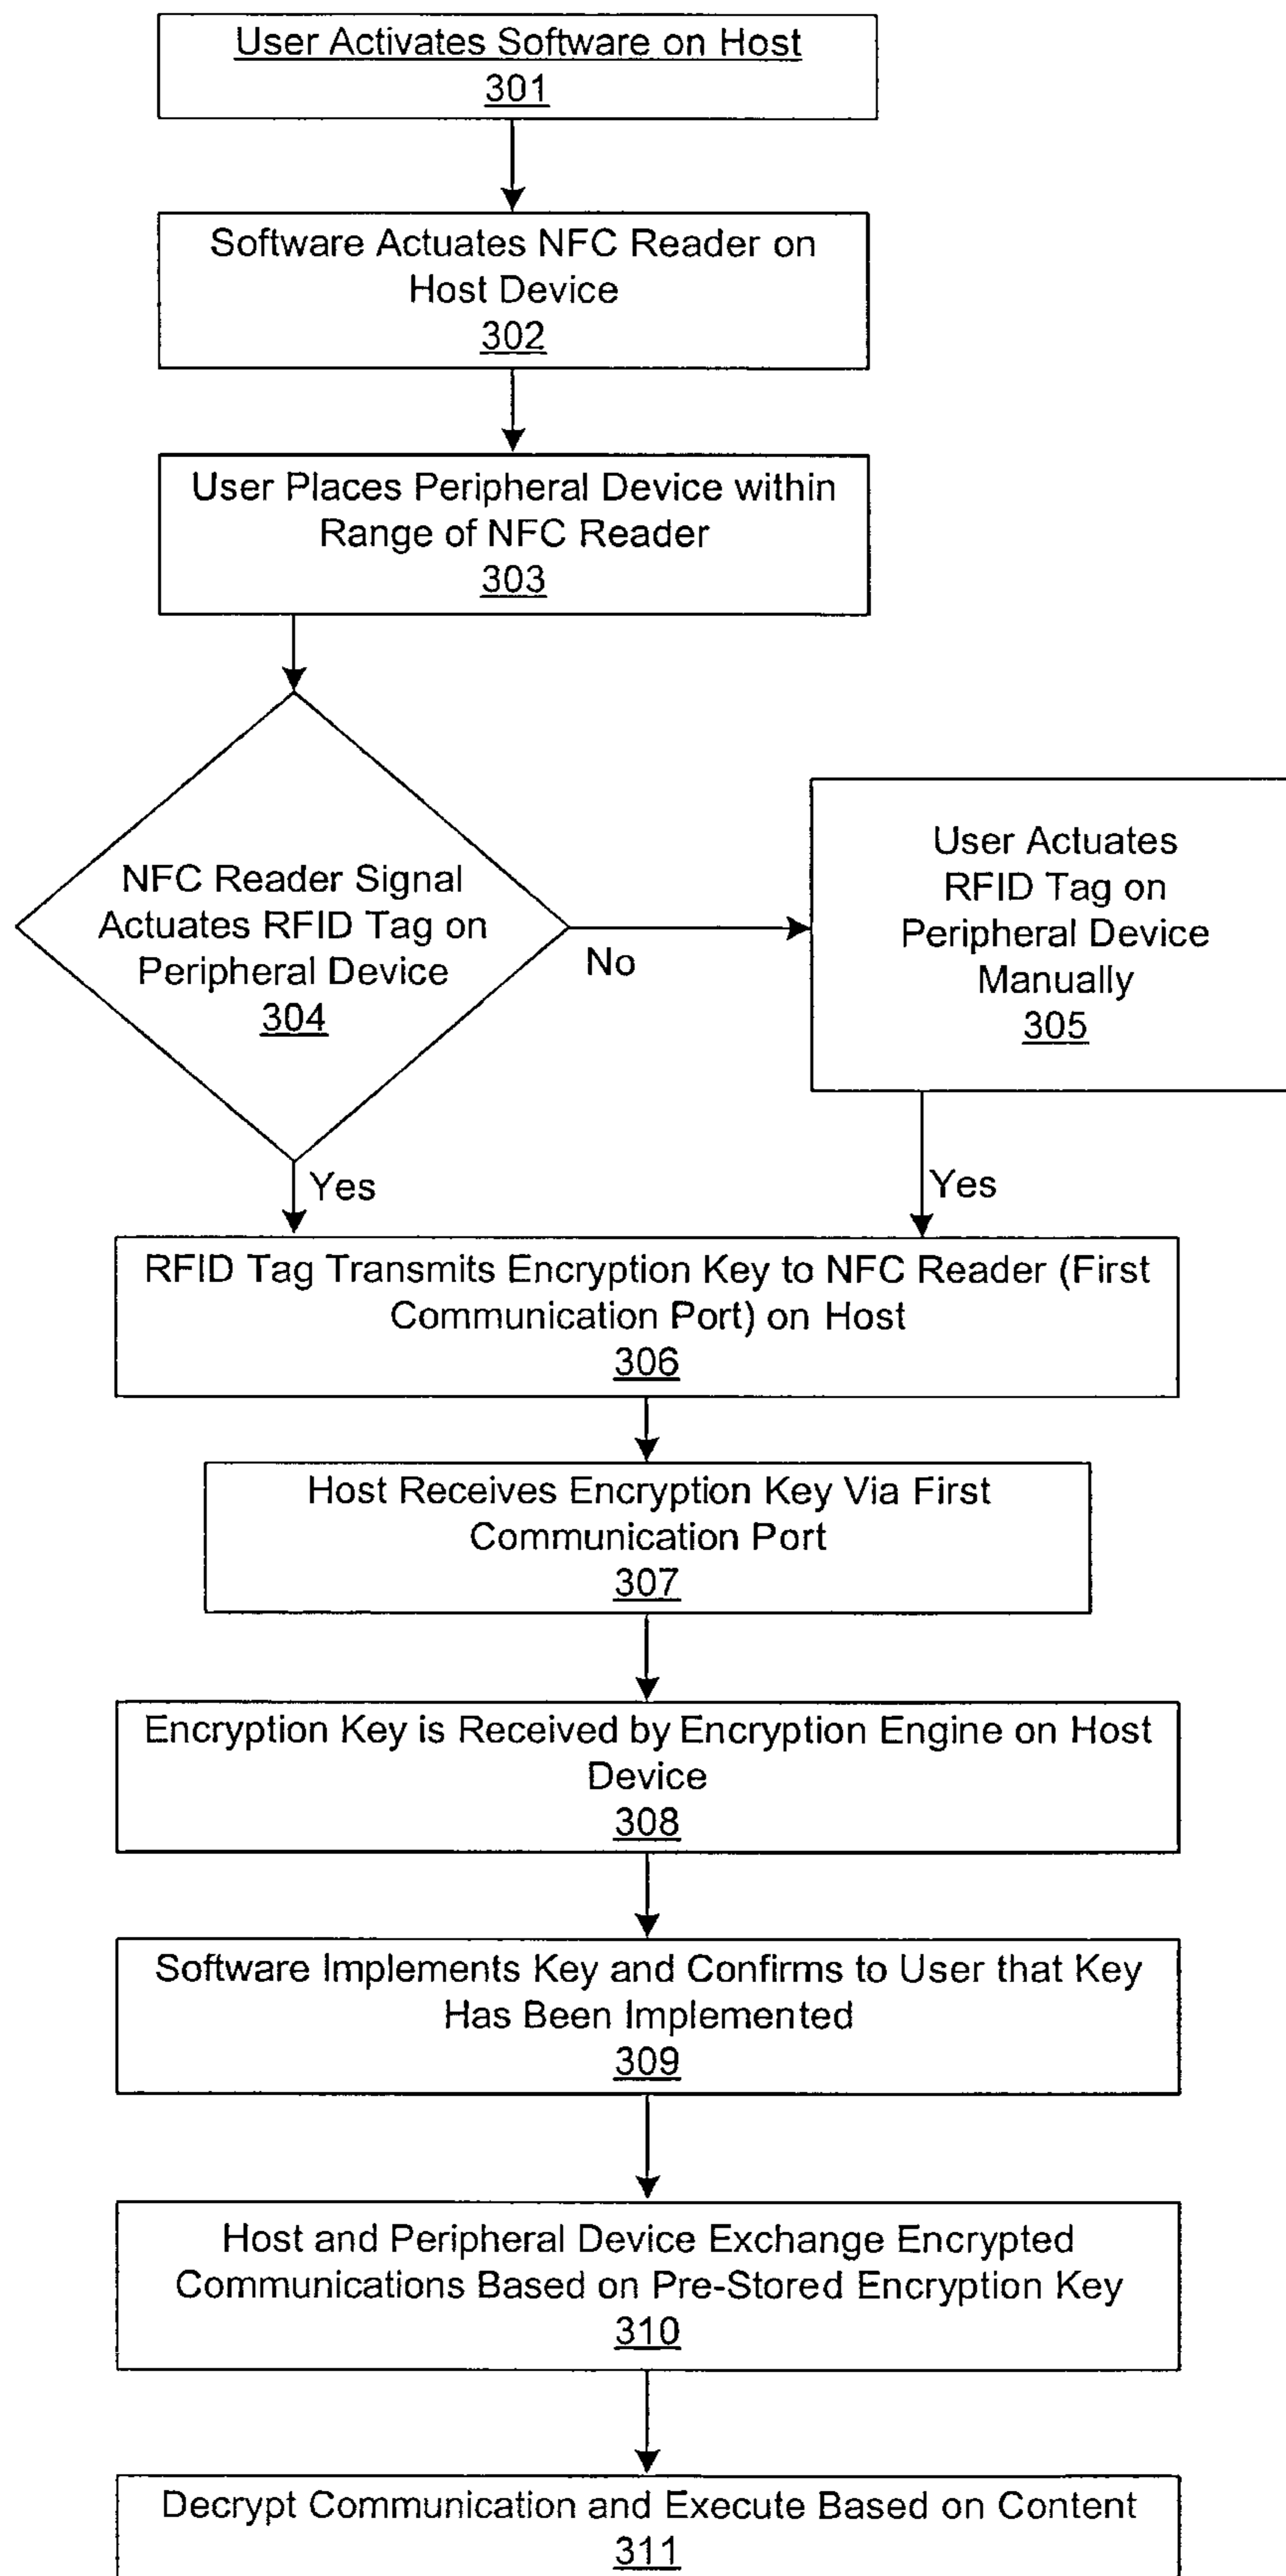 User Activates Software on Host
301
Software Actuates NFC Reader on
Host Device
302
User Places Peripheral Device within
Range of NFC Reader
303
NFC Reader Signal
Actuates RFID Tag on
Peripheral Device
304
No
User Actuates
RFID Tag on
Peripheral Device
Manually
305
Yes
Yes
RFID Tag Transmits Encryption Key to NFC Reader (First
Communication Port) on Host
306
Host Receives Encryption Key Via First
Communication Port
307
Encryption Key is Received by Encryption Engine on Host
Device
308
Software Implements Key and Confirms to User that Key
Has Been Implemented
309
Host and Peripheral Device Exchange Encrypted
Communications Based on Pre-Stored Encryption Key
310
Decrypt Communication and Execute Based on Content
311